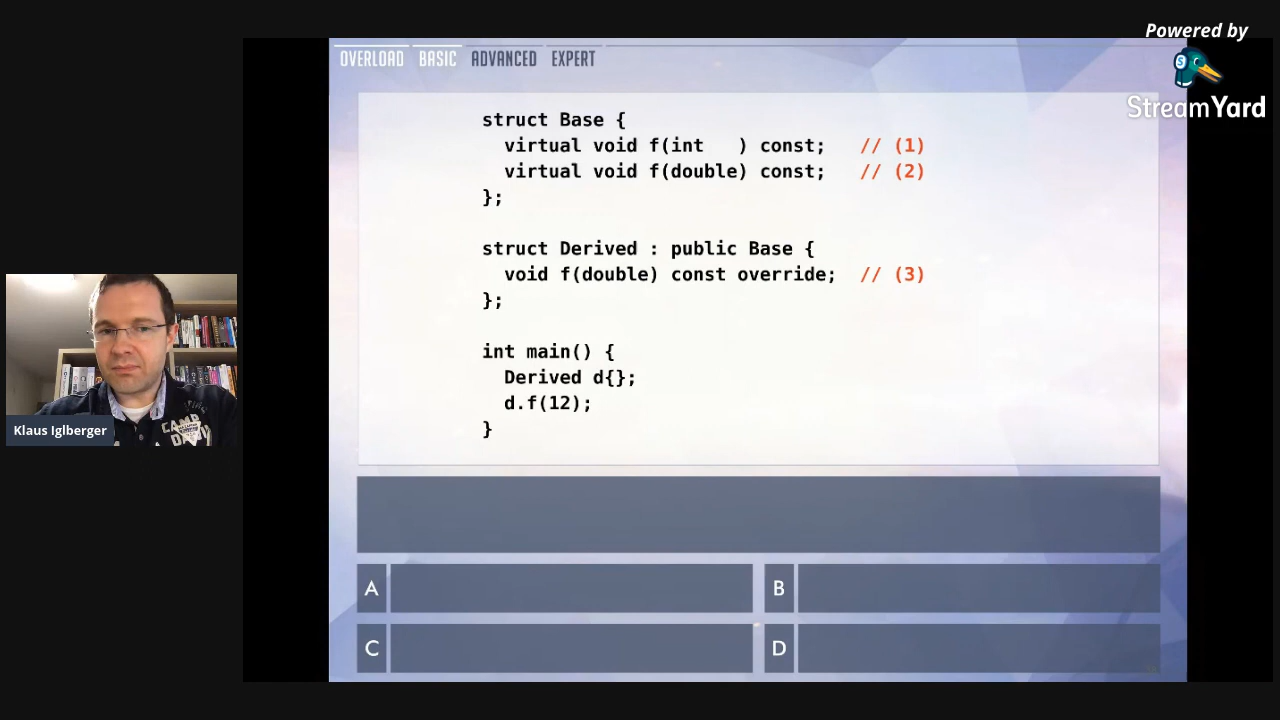 Powered by
StreamYard
OVERLOAD BASIC ADVANCED EXPERT
struct Base {
  virtual void f(int   ) const;   // (1)
  virtual void f(double) const;   // (2)
};
struct Derived : public Base {
  void f(double) const override;  // (3)
};
int main() {
  Derived d{};
  d.f(12);
}
Klaus Iglberger
A
B
C
D